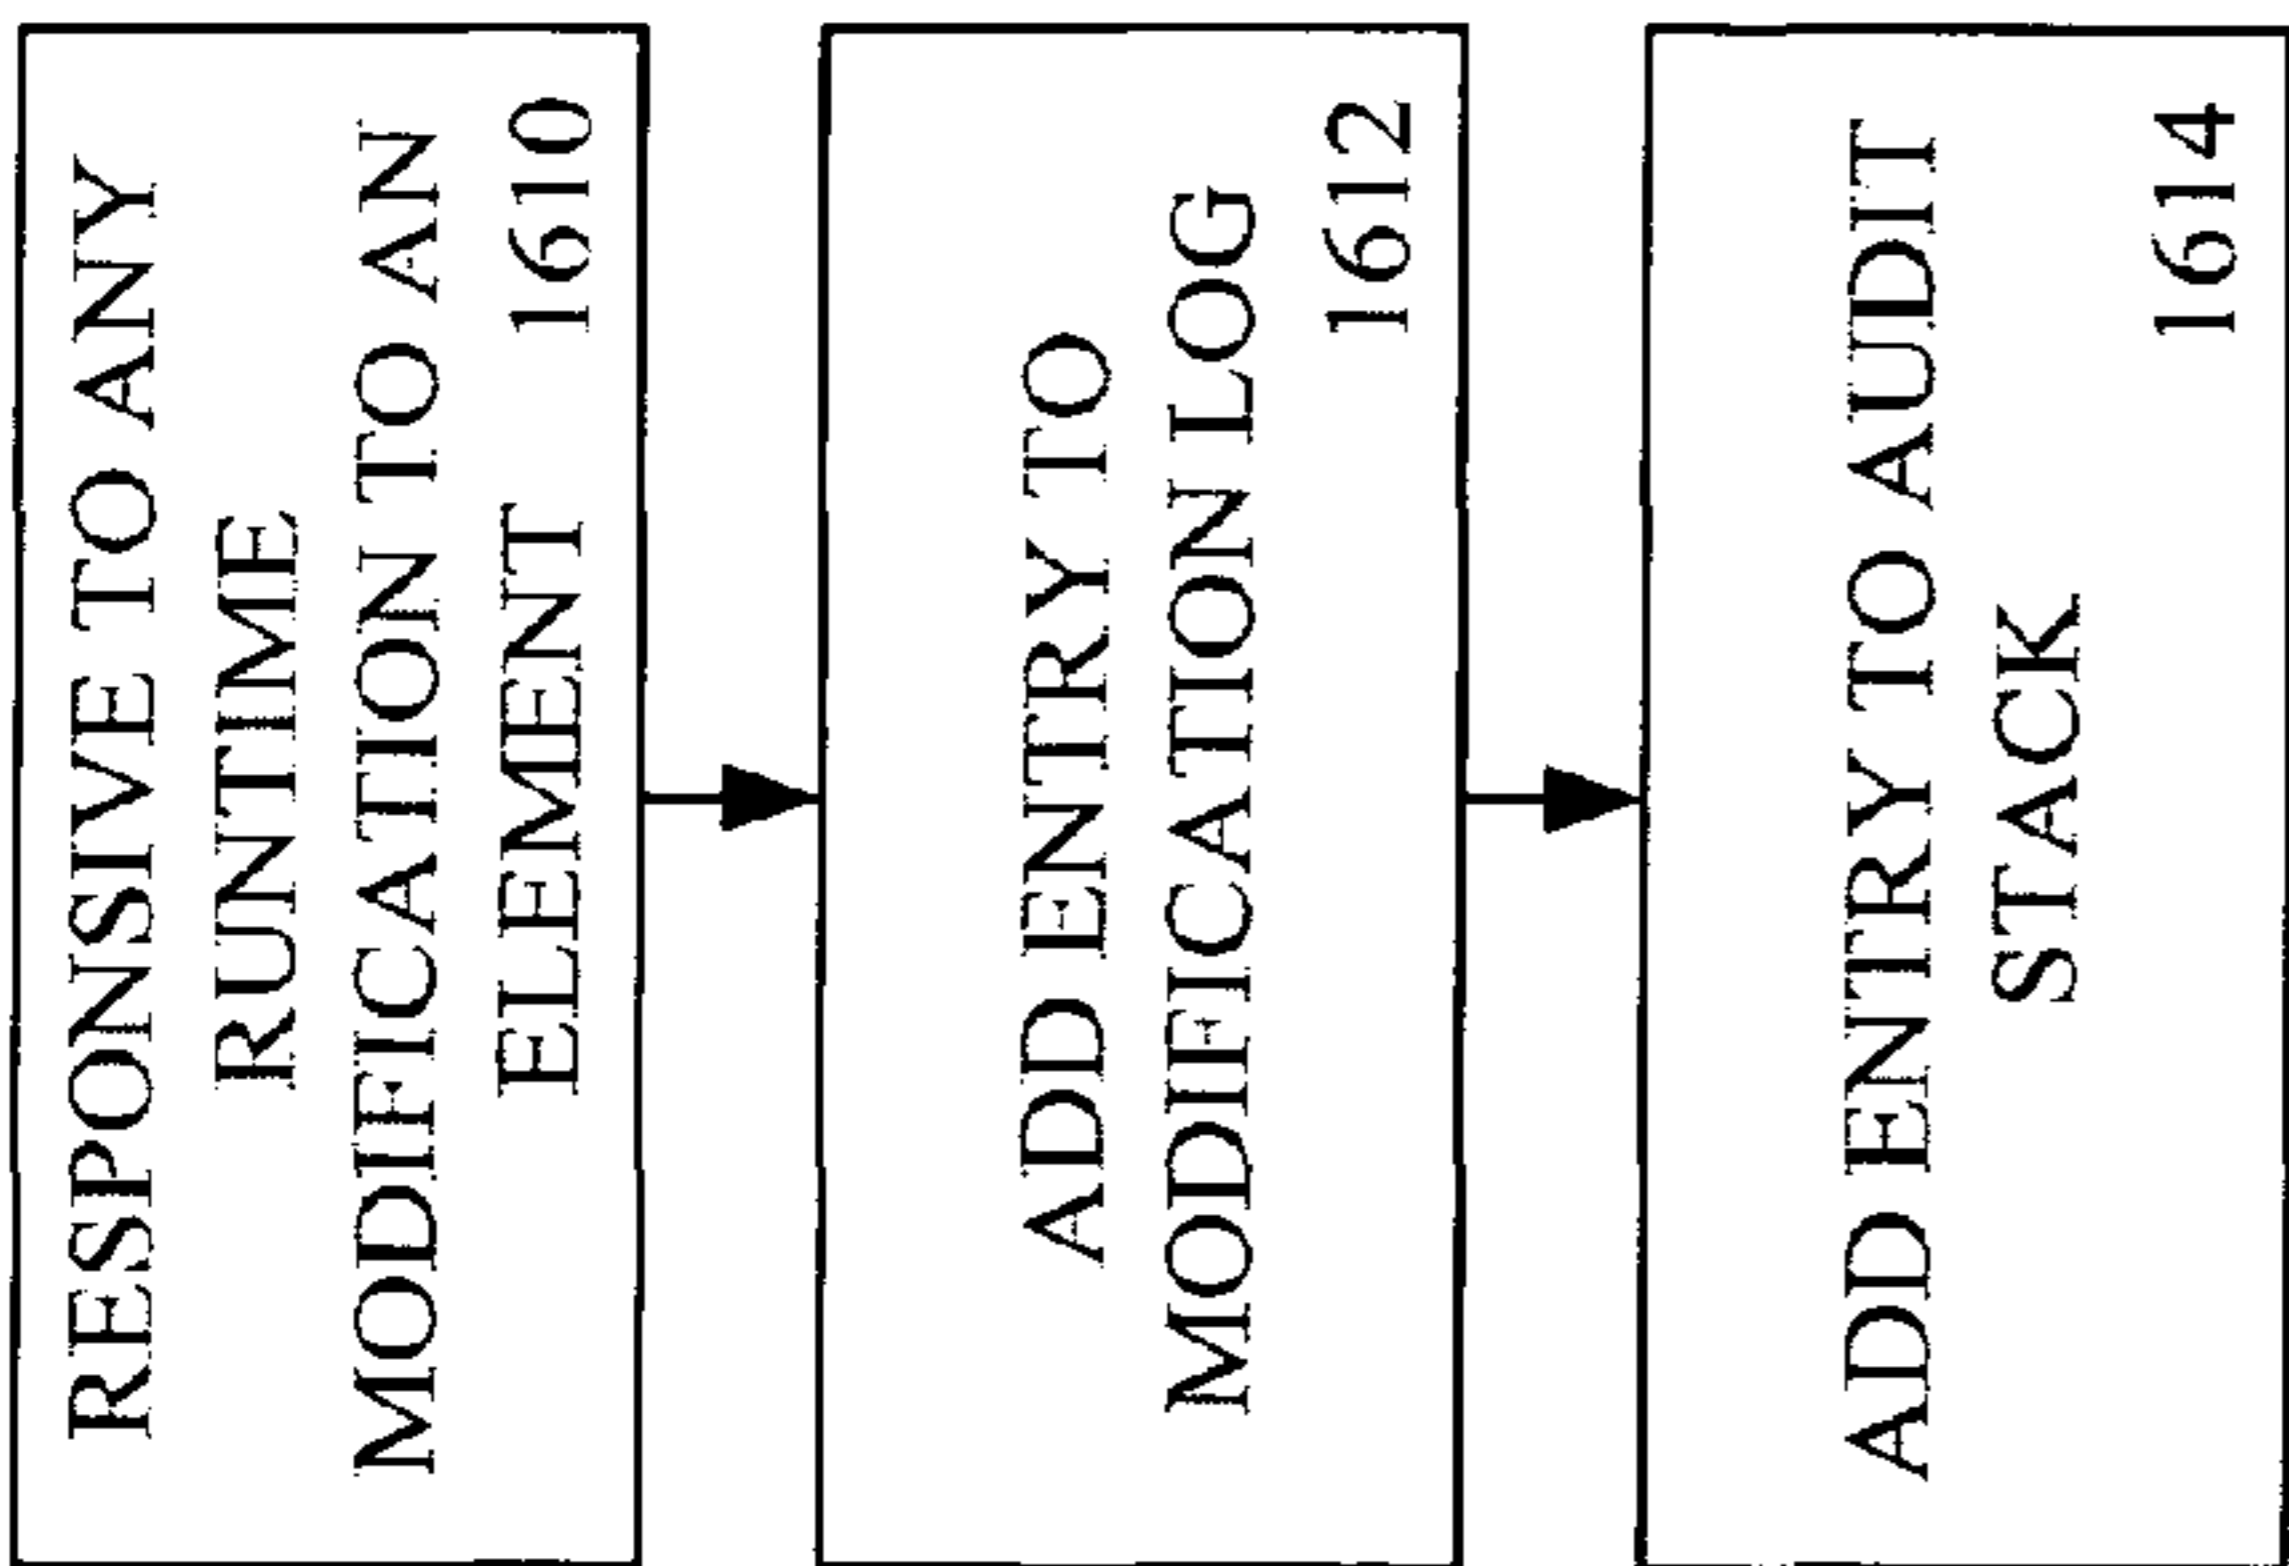 RESPONSIVE TO ANY
RUNTIME
MODIFICATION TO AN
ELEMENT 1610
ADD ENTRY TO
MODIFICATION LOG
1612
ADD ENTRY TO AUDIT
STACK
1614